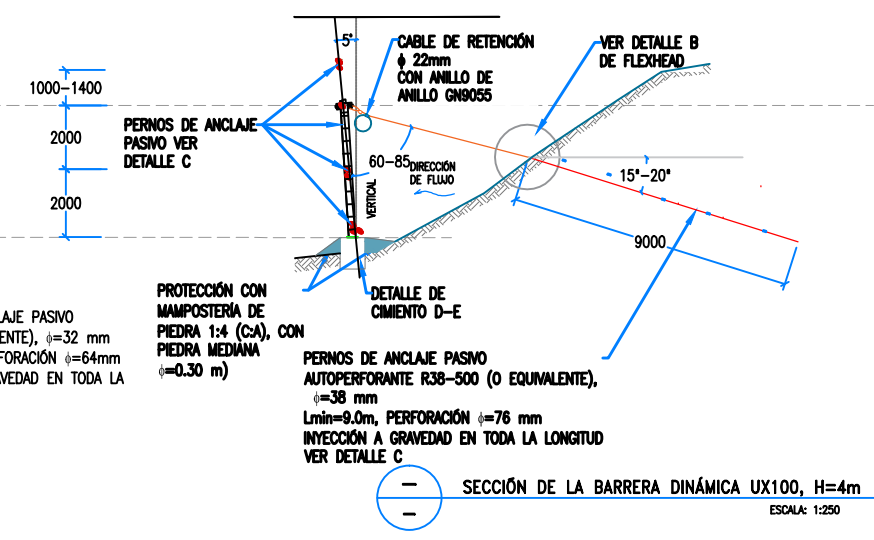 5°
CABLE DE RETENCIÓN
ϕ 22mm
CON ANILLO DE
ANILLO GN9055
VER DETALLE B
DE FLEXHEAD
1000-1400
2000
2000
PERNOS DE ANCLAJE
PASIVO VER
DETALLE C
60-85
DIRECCIÓN
DE FLUJO
VERTICAL
15°-20°
9000
PROTECCIÓN CON
MAMPOSTERÍA DE
PIEDRA 1:4 (C:A), CON
PIEDRA MEDIANA
ϕ=0.30 m)
DETALLE DE
CIMIENTO D-E
LAJE PASIVO
ENTE), ϕ=32 mm
FORACIÓN ϕ=64mm
AVEDAD EN TODA LA
PERNOS DE ANCLAJE PASIVO
AUTOPERFORANTE R38-500 (O EQUIVALENTE),
ϕ=38 mm
Lmin=9.0m, PERFORACIÓN ϕ=76 mm
INYECCIÓN A GRAVEDAD EN TODA LA LONGITUD
VER DETALLE C
–
–
SECCIÓN DE LA BARRERA DINÁMICA UX100, H=4m
ESCALA: 1:250